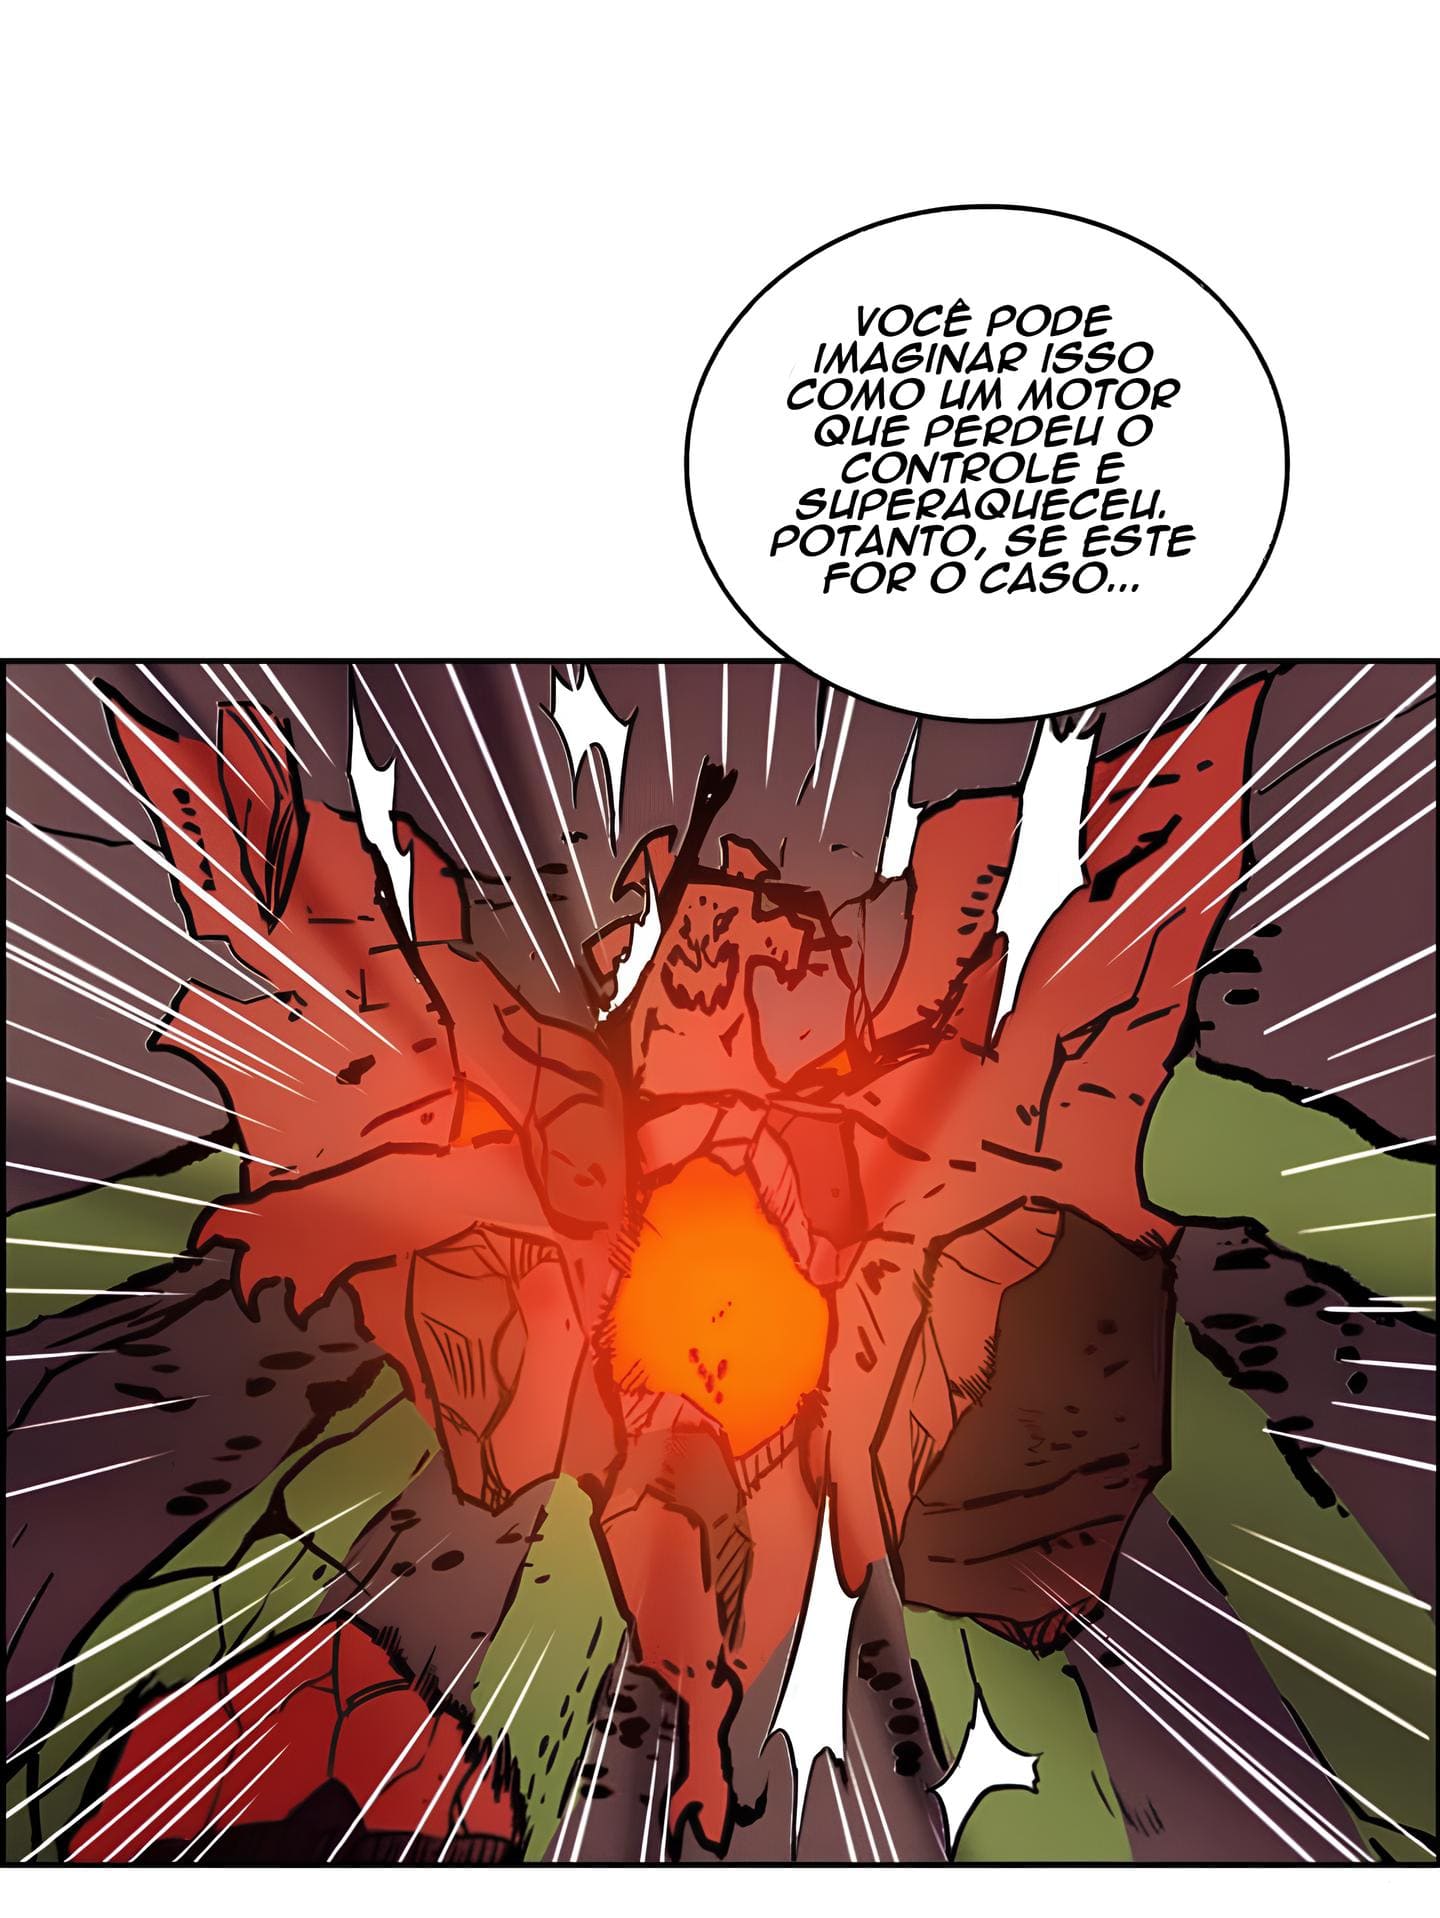 VOCÊ PODE
IMAGINAR ISSO
COMO UM MOTOR
QUE PERDEU O
CONTROLE E
SUPERAQUECEU.
POTANTO, SE ESTE
FOR O CASO...